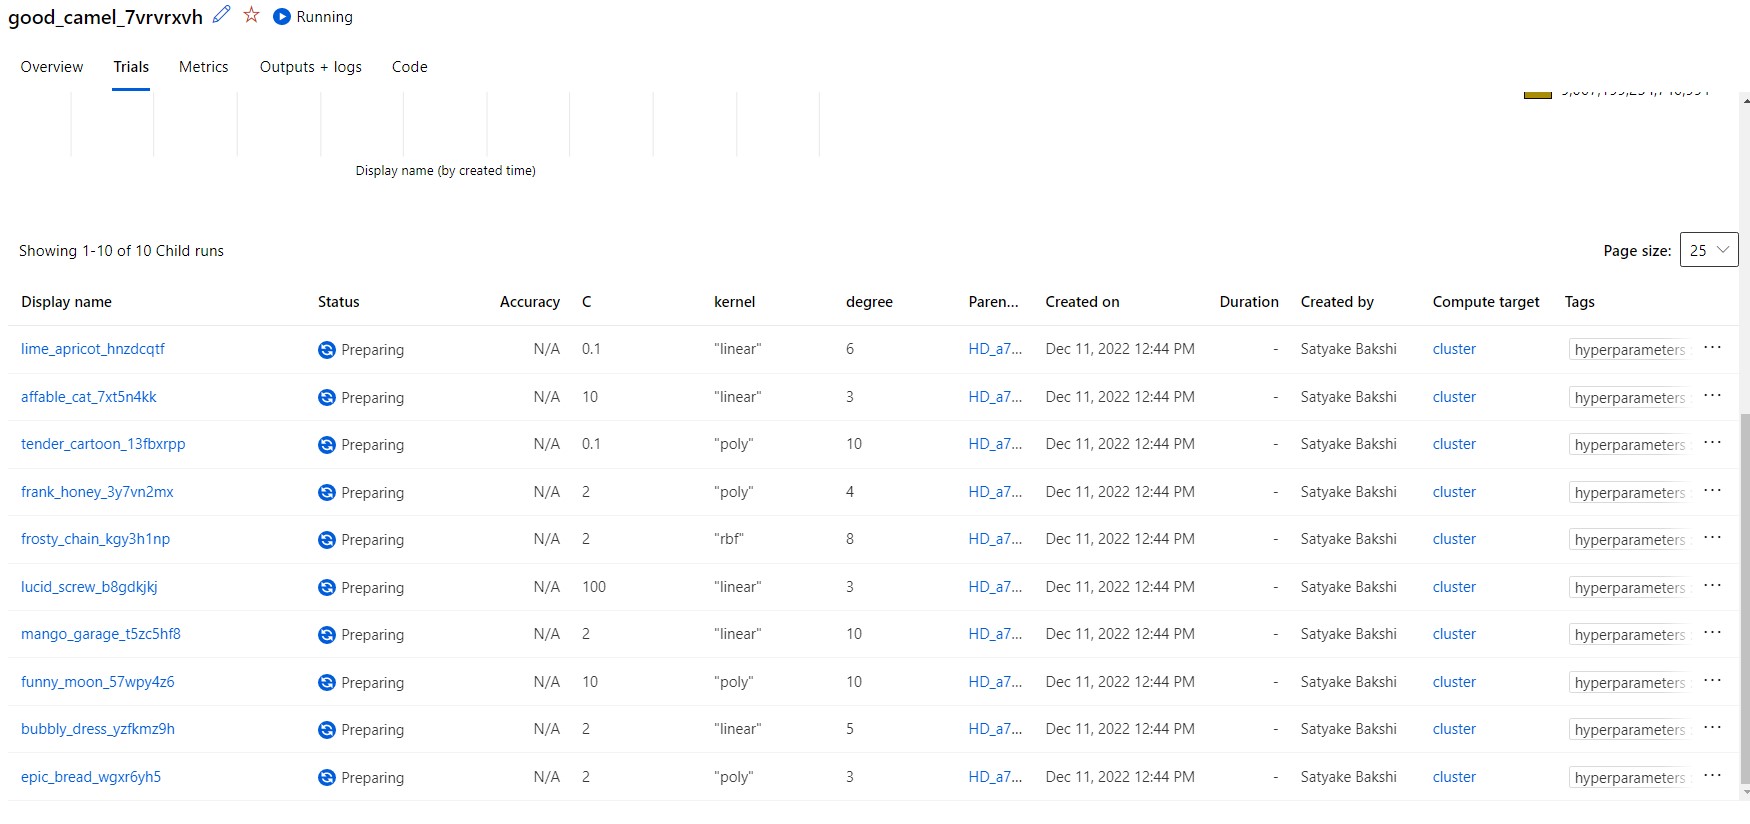 good_camel_7vrvrxvh Running
Overview Trials Metrics Outputs + logs Code
Display name (by created time)
Showing 1-10 of 10 Child runs Page size: 25
Display name Status Accuracy C kernel degree Paren... Created on Duration Created by Compute target Tags
lime_apricot_hnzdcqtf Preparing N/A 0.1 "linear" 6 HD_a7... Dec 11, 2022 12:44 PM - Satyake Bakshi cluster hyperparameters ...
affable_cat_7xt5n4kk Preparing N/A 10 "linear" 3 HD_a7... Dec 11, 2022 12:44 PM - Satyake Bakshi cluster hyperparameters ...
tender_cartoon_13fbxrpp Preparing N/A 0.1 "poly" 10 HD_a7... Dec 11, 2022 12:44 PM - Satyake Bakshi cluster hyperparameters ...
frank_honey_3y7vn2mx Preparing N/A 2 "poly" 4 HD_a7... Dec 11, 2022 12:44 PM - Satyake Bakshi cluster hyperparameters ...
frosty_chain_kgy3h1np Preparing N/A 2 "rbf" 8 HD_a7... Dec 11, 2022 12:44 PM - Satyake Bakshi cluster hyperparameters ...
lucid_screw_b8gdkjkj Preparing N/A 100 "linear" 3 HD_a7... Dec 11, 2022 12:44 PM - Satyake Bakshi cluster hyperparameters ...
mango_garage_t5zc5hf8 Preparing N/A 2 "linear" 10 HD_a7... Dec 11, 2022 12:44 PM - Satyake Bakshi cluster hyperparameters ...
funny_moon_57wpy4z6 Preparing N/A 10 "poly" 10 HD_a7... Dec 11, 2022 12:44 PM - Satyake Bakshi cluster hyperparameters ...
bubbly_dress_yzfkmz9h Preparing N/A 2 "linear" 5 HD_a7... Dec 11, 2022 12:44 PM - Satyake Bakshi cluster hyperparameters ...
epic_bread_wgxr6yh5 Preparing N/A 2 "poly" 3 HD_a7... Dec 11, 2022 12:44 PM - Satyake Bakshi cluster hyperparameters ...